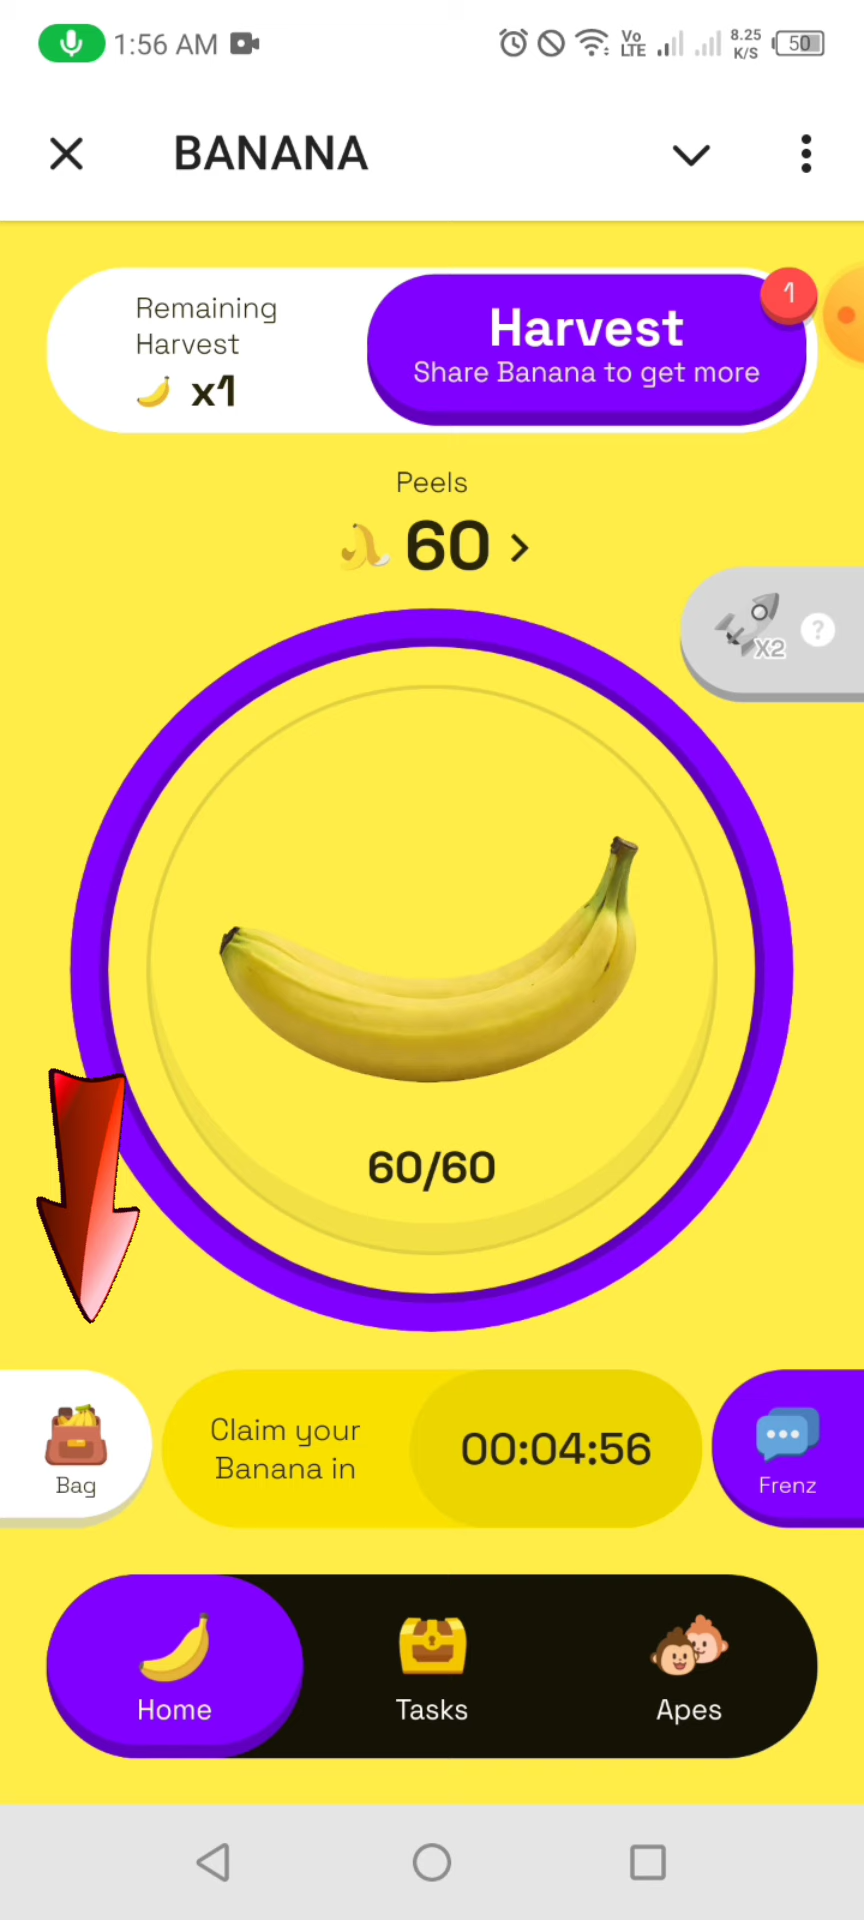 1:56 AM
Vo
LTE
8.25
K/S
50
BANANA
Remaining
Harvest
x1
Harvest
Share Banana to get more
1
Peels
60
X2
?
60/60
Bag
Claim your
Banana in
00:04:56
Frenz
Home
Tasks
Apes